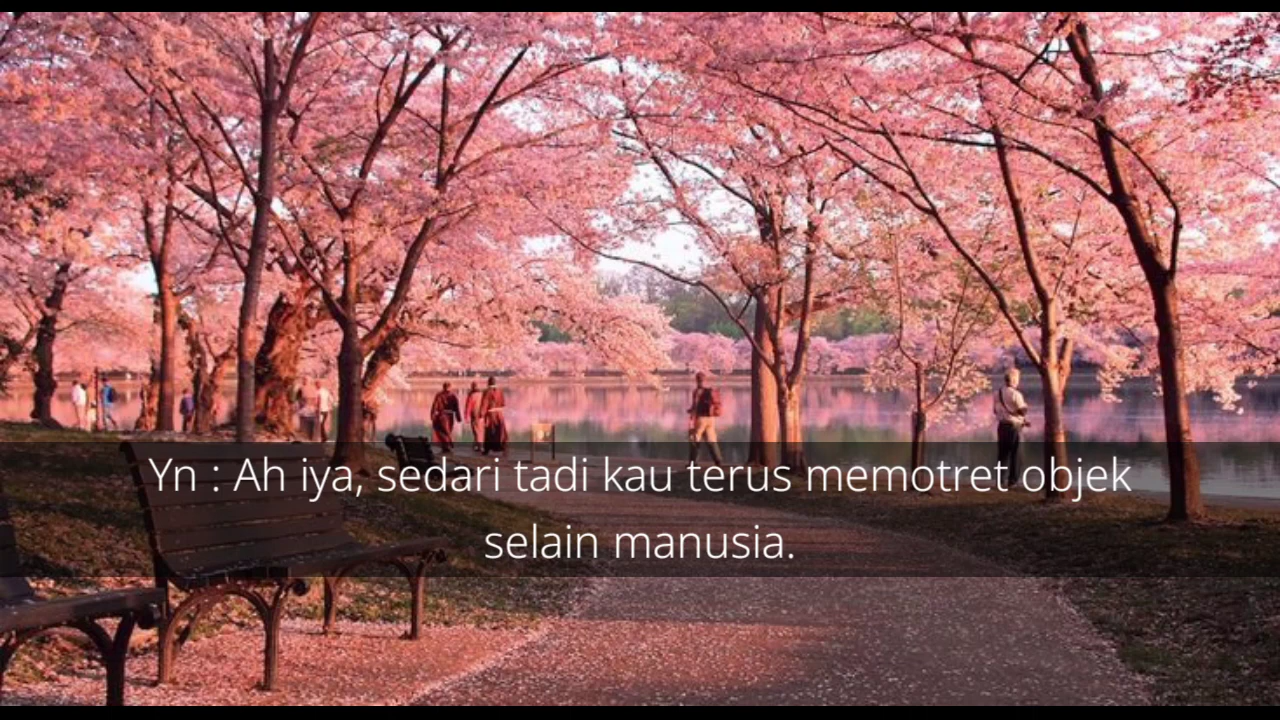 Yn : Ah iya, sedari tadi kau terus memotret objek
selain manusia.